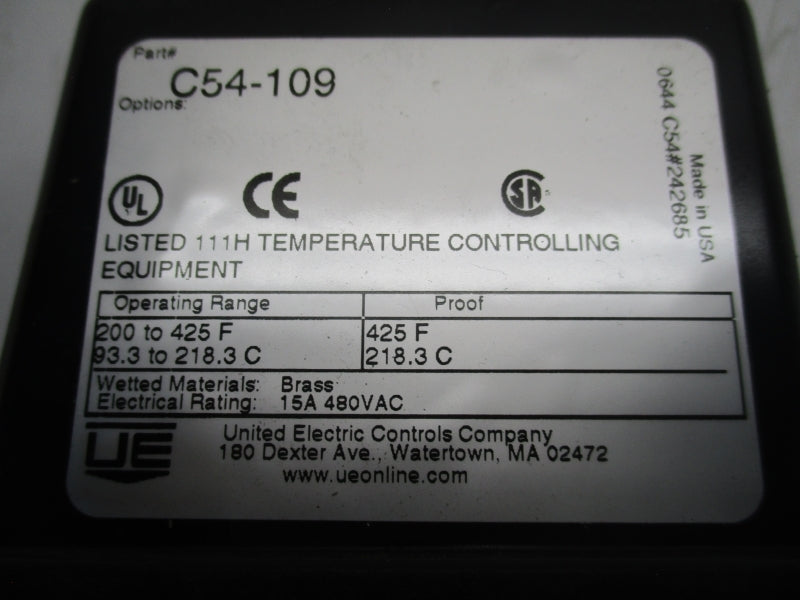 Part#
C54-109
Options:
0644 C54#242685
Made in USA
UL
CE
SA
LISTED 111H TEMPERATURE CONTROLLING
EQUIPMENT
Operating Range Proof
200 to 425 F 425 F
93.3 to 218.3 C 218.3 C
Wetted Materials: Brass
Electrical Rating: 15A 480VAC
UE
United Electric Controls Company
180 Dexter Ave., Watertown, MA 02472
www.ueonline.com